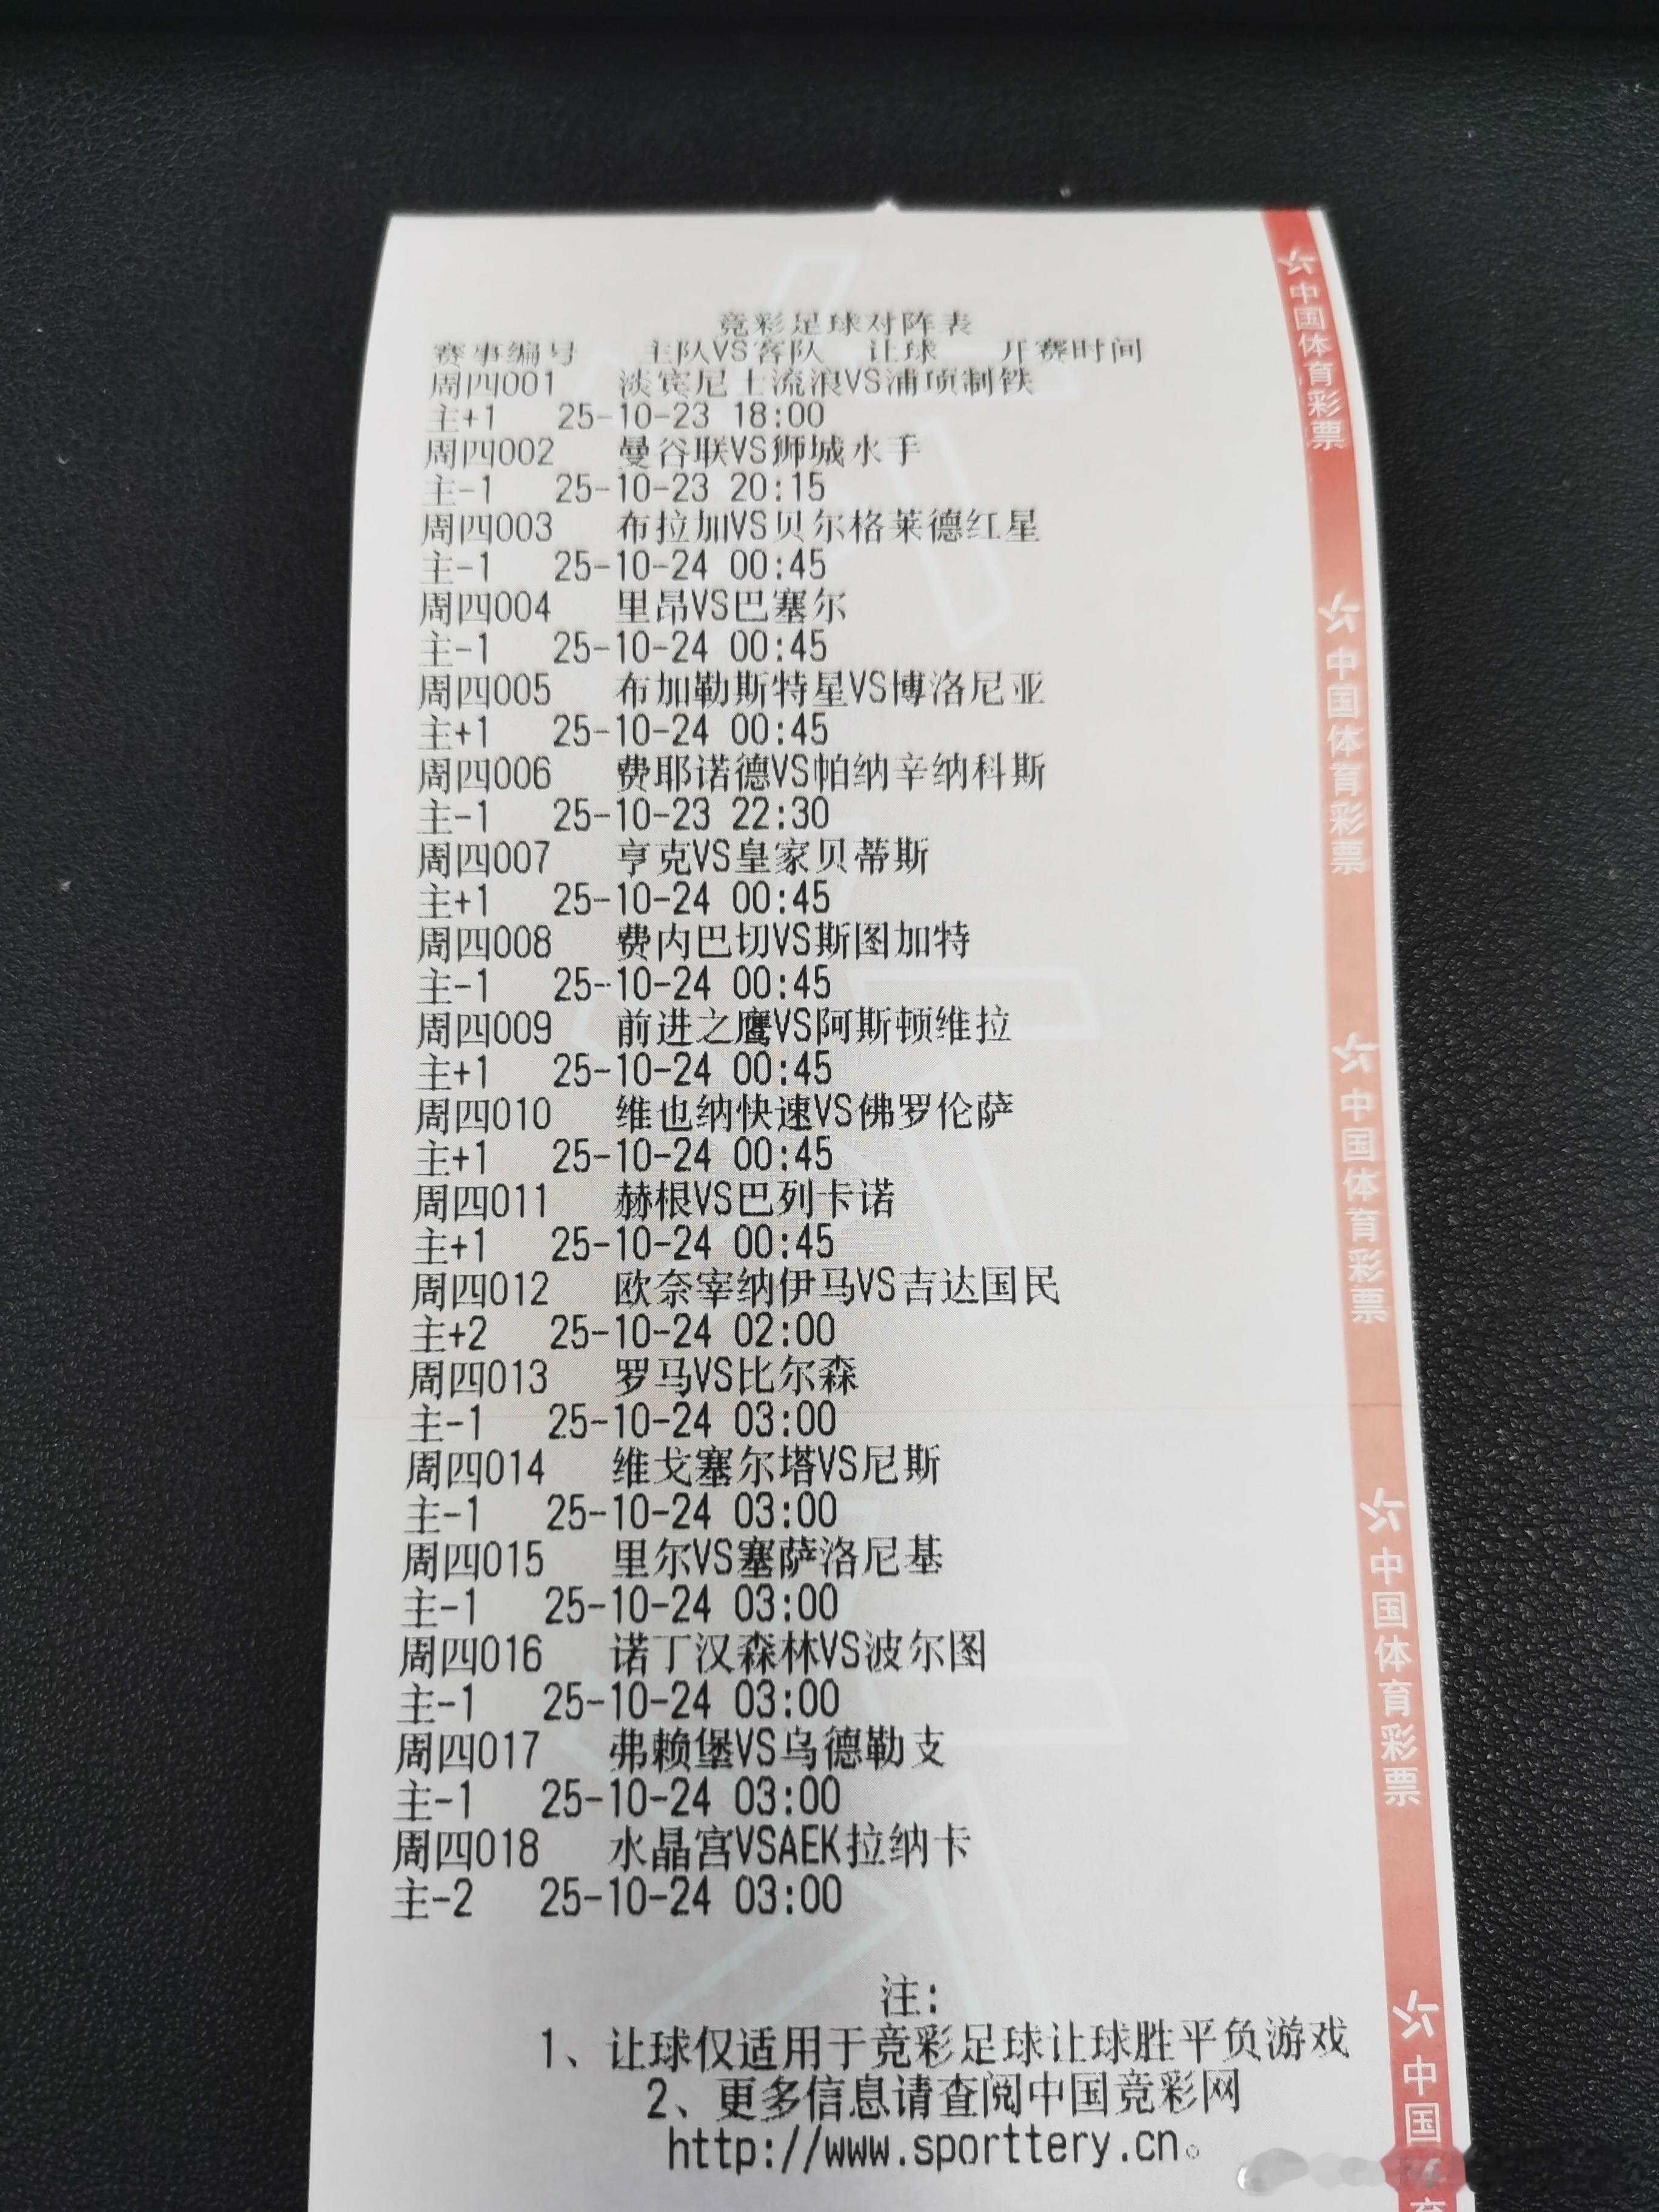 竞彩足球对阵表
赛事编号 主队VS客队 让球 开赛时间
周四001 淡宾尼士流浪VS浦项制铁
主+1 25-10-23 18:00
周四002 曼谷联VS狮城水手
主-1 25-10-23 20:15
周四003 布拉加VS贝尔格莱德红星
主-1 25-10-24 00:45
周四004 里昂VS巴塞尔
主-1 25-10-24 00:45
周四005 布加勒斯特星VS博洛尼亚
主+1 25-10-24 00:45
周四006 费耶诺德VS帕纳辛纳科斯
主-1 25-10-23 22:30
周四007 亨克VS皇家贝蒂斯
主+1 25-10-24 00:45
周四008 费内巴切VS斯图加特
主-1 25-10-24 00:45
周四009 前进之鹰VS阿斯顿维拉
主+1 25-10-24 00:45
周四010 维也纳快速VS佛罗伦萨
主+1 25-10-24 00:45
周四011 赫根VS巴列卡诺
主+1 25-10-24 00:45
周四012 欧奈宰纳伊马VS吉达国民
主+2 25-10-24 02:00
周四013 罗马VS比尔森
主-1 25-10-24 03:00
周四014 维戈塞尔塔VS尼斯
主-1 25-10-24 03:00
周四015 里尔VS塞萨洛尼基
主-1 25-10-24 03:00
周四016 诺丁汉森林VS波尔图
主-1 25-10-24 03:00
周四017 弗赖堡VS乌德勒支
主-1 25-10-24 03:00
周四018 水晶宫VSAEK拉纳卡
主-2 25-10-24 03:00
注:
1、让球仅适用于竞彩足球让球胜平负游戏
2、更多信息请查阅中国竞彩网
http://www.sporttery.cn。
中国体育彩票
中国体育彩票
中国体育彩票
中国体育彩票
中国育